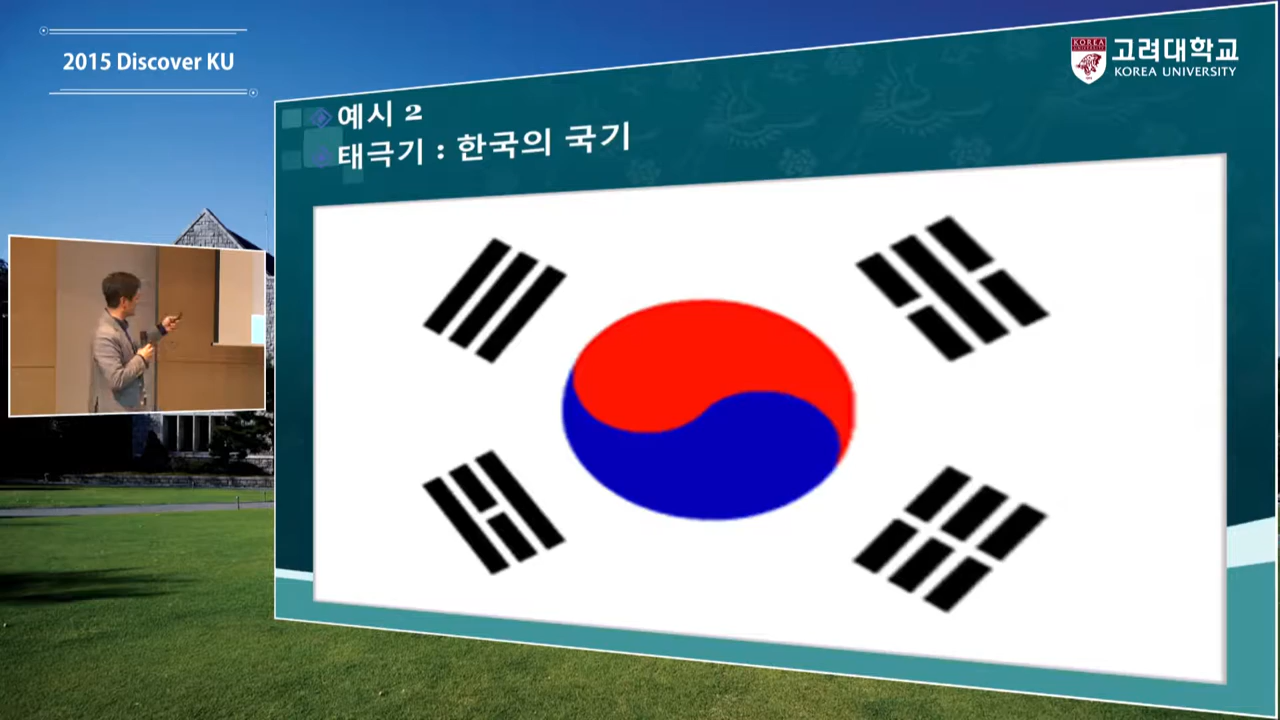 2015 Discover KU
KOREA
고려대학교
KOREA UNIVERSITY
예시 2
태극기 : 한국의 국기